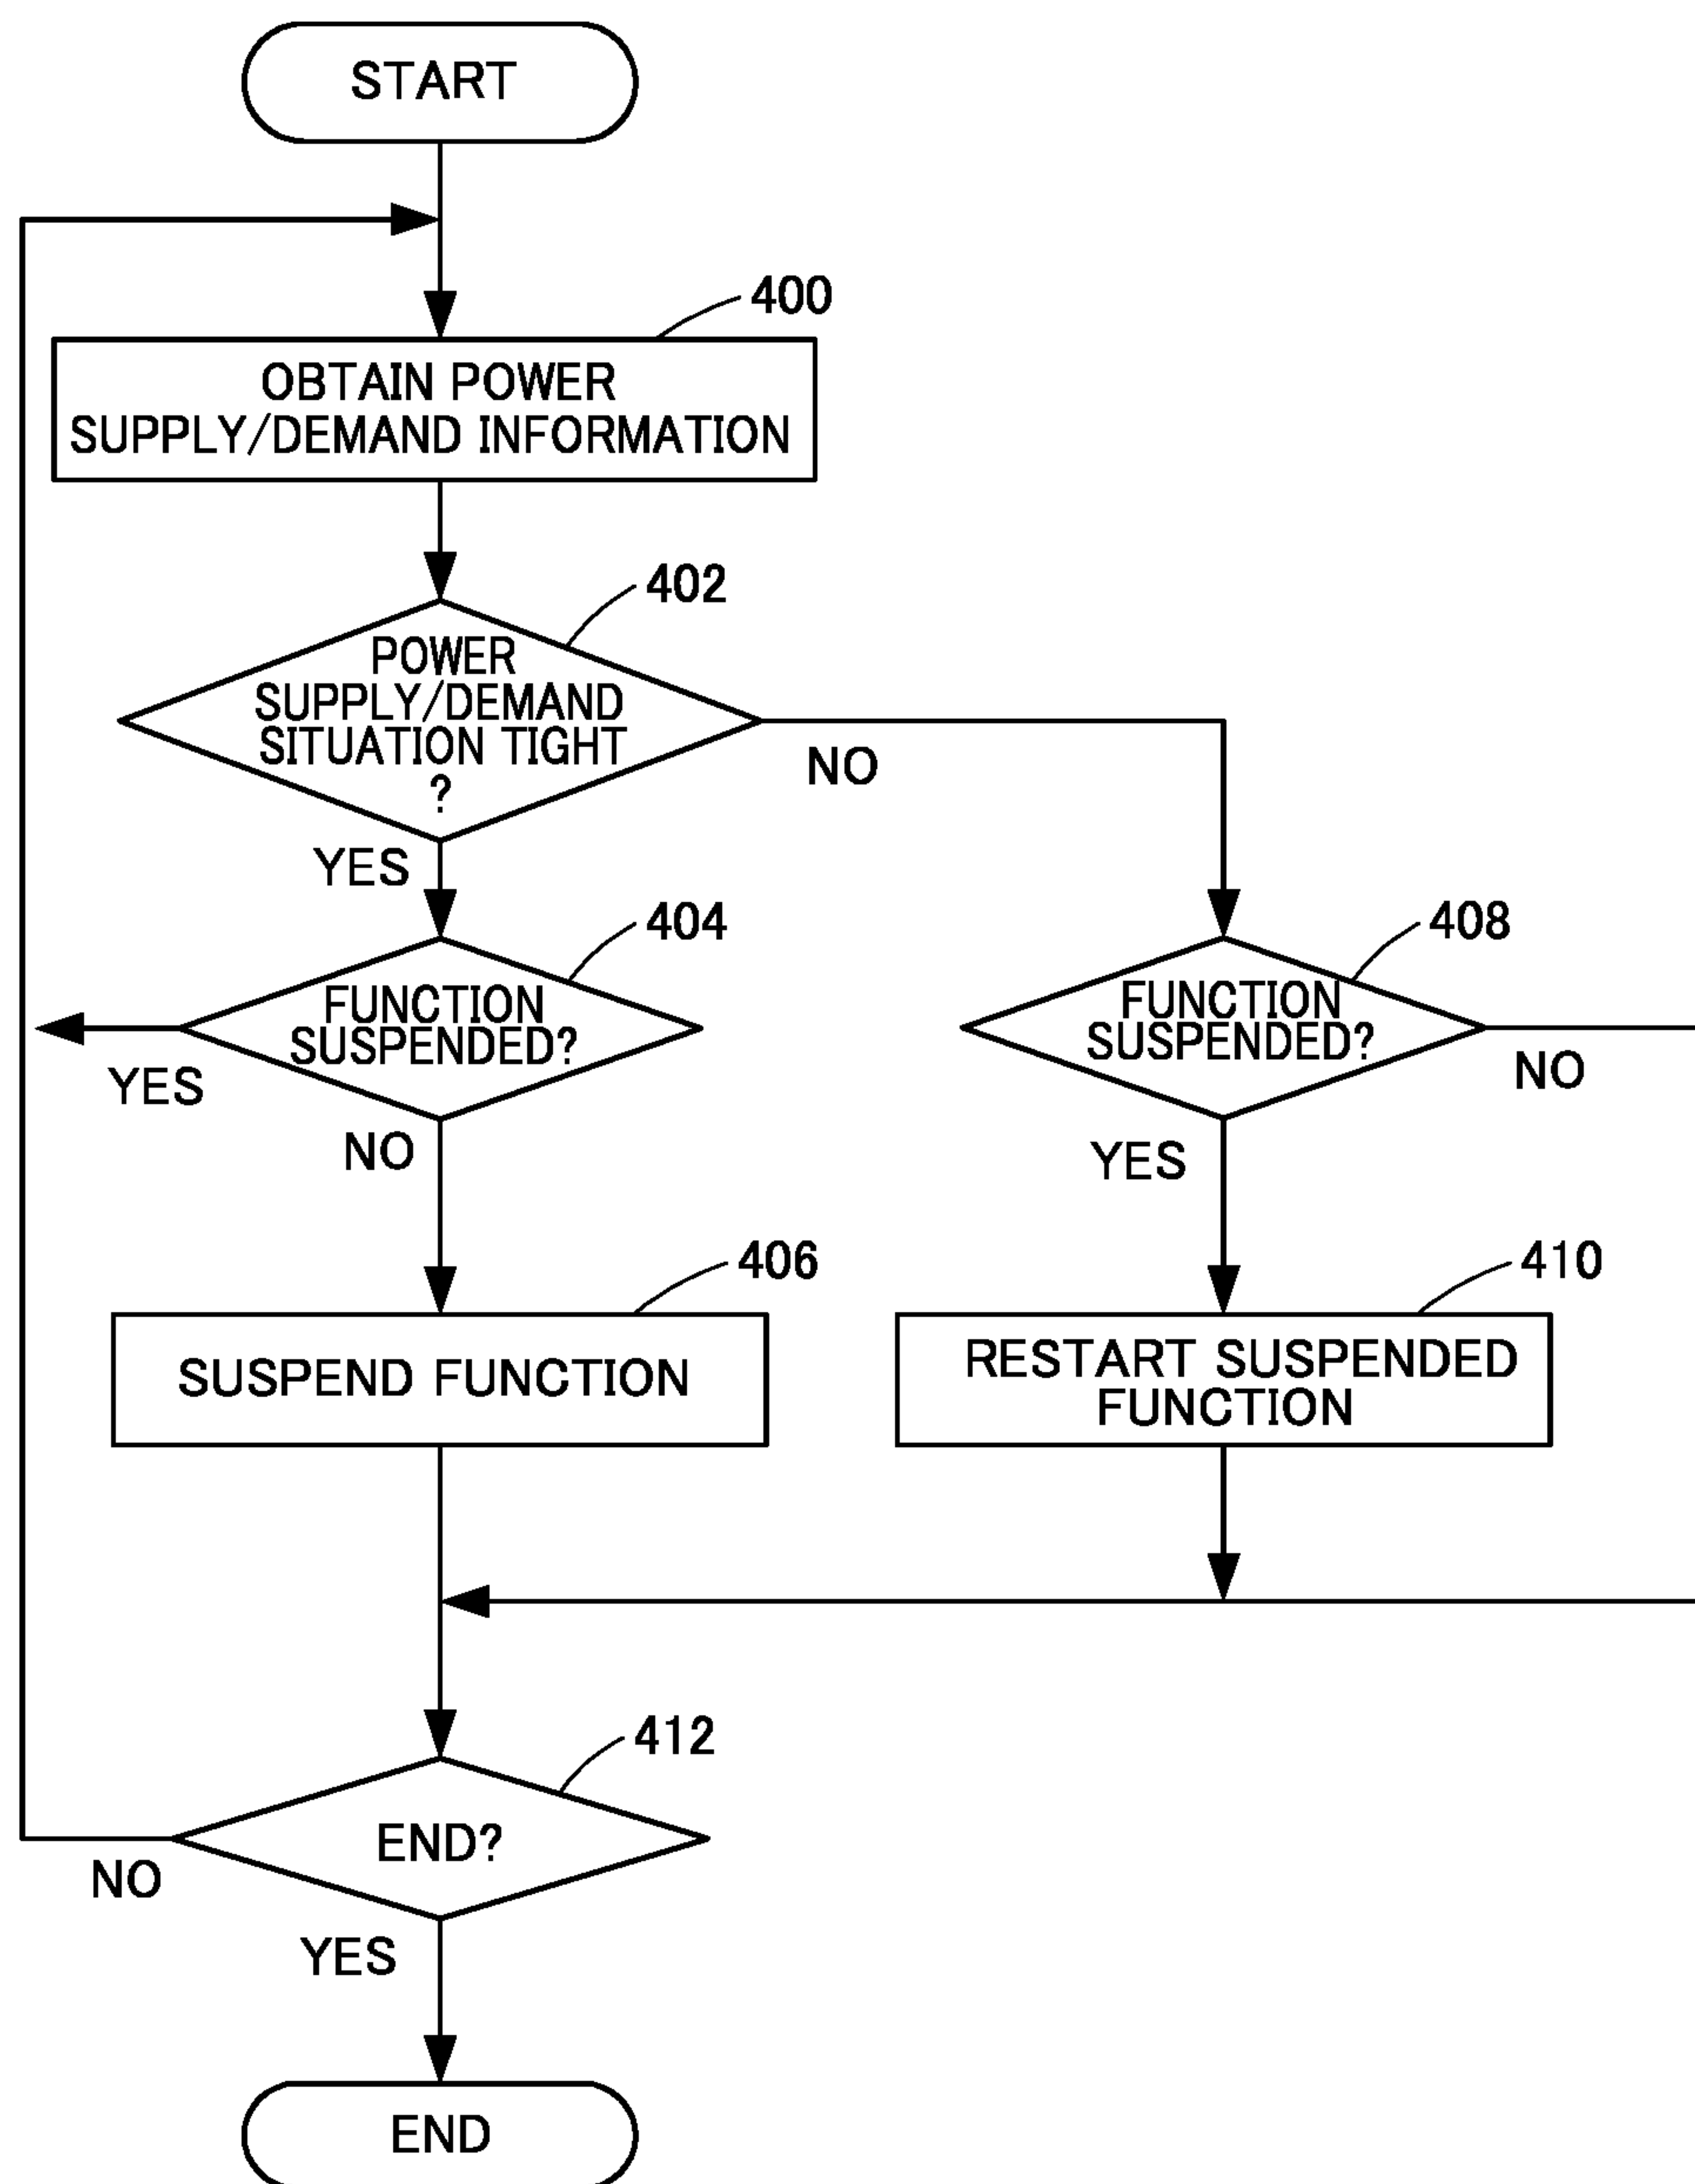 START
400
OBTAIN POWER
SUPPLY/DEMAND INFORMATION
402
POWER
SUPPLY/DEMAND
SITUATION TIGHT
?
NO
YES
404
FUNCTION
SUSPENDED?
YES
NO
408
FUNCTION
SUSPENDED?
NO
YES
406
SUSPEND FUNCTION
410
RESTART SUSPENDED
FUNCTION
412
END?
NO
YES
END